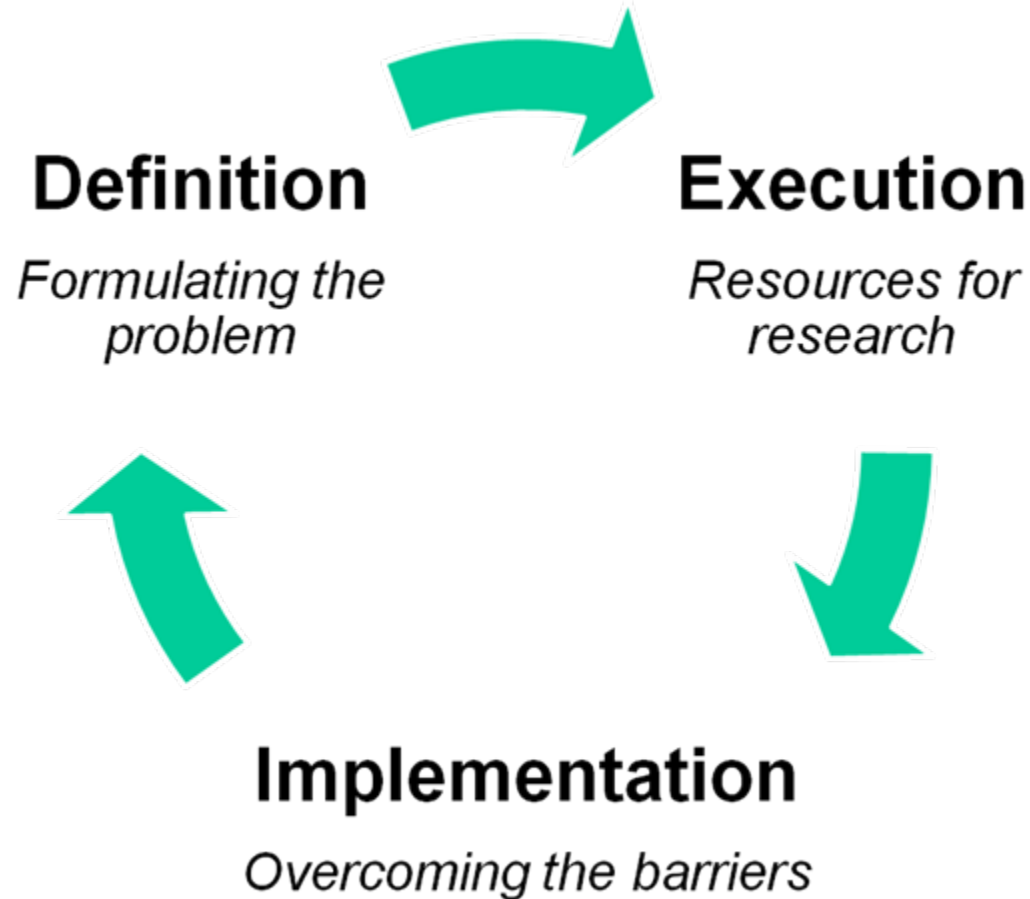 Definition
Formulating the
problem
Execution
Resources for
research
Implementation
Overcoming the barriers